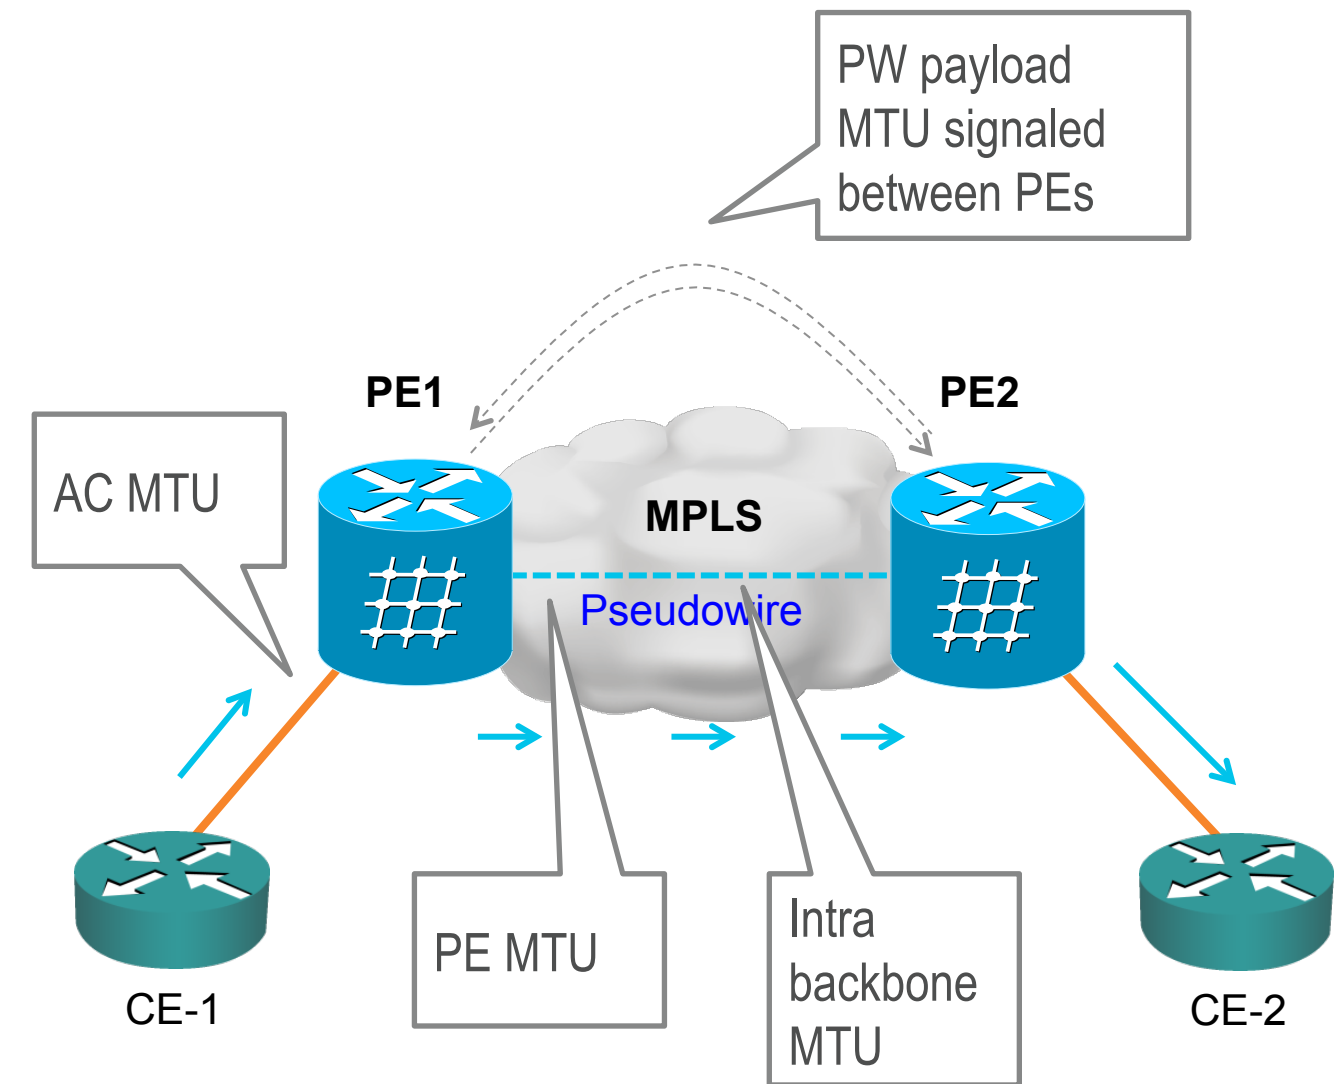 PW payload
MTU signaled
between PEs
PE1
PE2
AC MTU
MPLS
Pseudowire
PE MTU
Intra
backbone
MTU
CE-1
CE-2